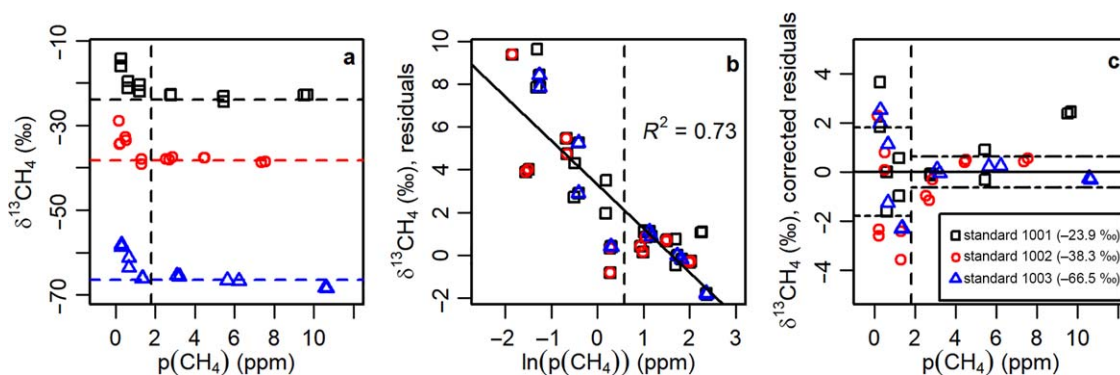 a
−10
−30
−50
−70
δ¹³CH₄ (‰)
0 2 4 6 8 10
p(CH₄) (ppm)
b
R² = 0.73
10
8
6
4
2
0
−2
δ¹³CH₄ (‰), residuals
−2 −1 0 1 2 3
ln(p(CH₄)) (ppm)
c
4
2
0
−2
−4
δ¹³CH₄ (‰), corrected residuals
standard 1001 (−23.9 ‰)
standard 1002 (−38.3 ‰)
standard 1003 (−66.5 ‰)
0 2 4 6 8 10 12
p(CH₄) (ppm)